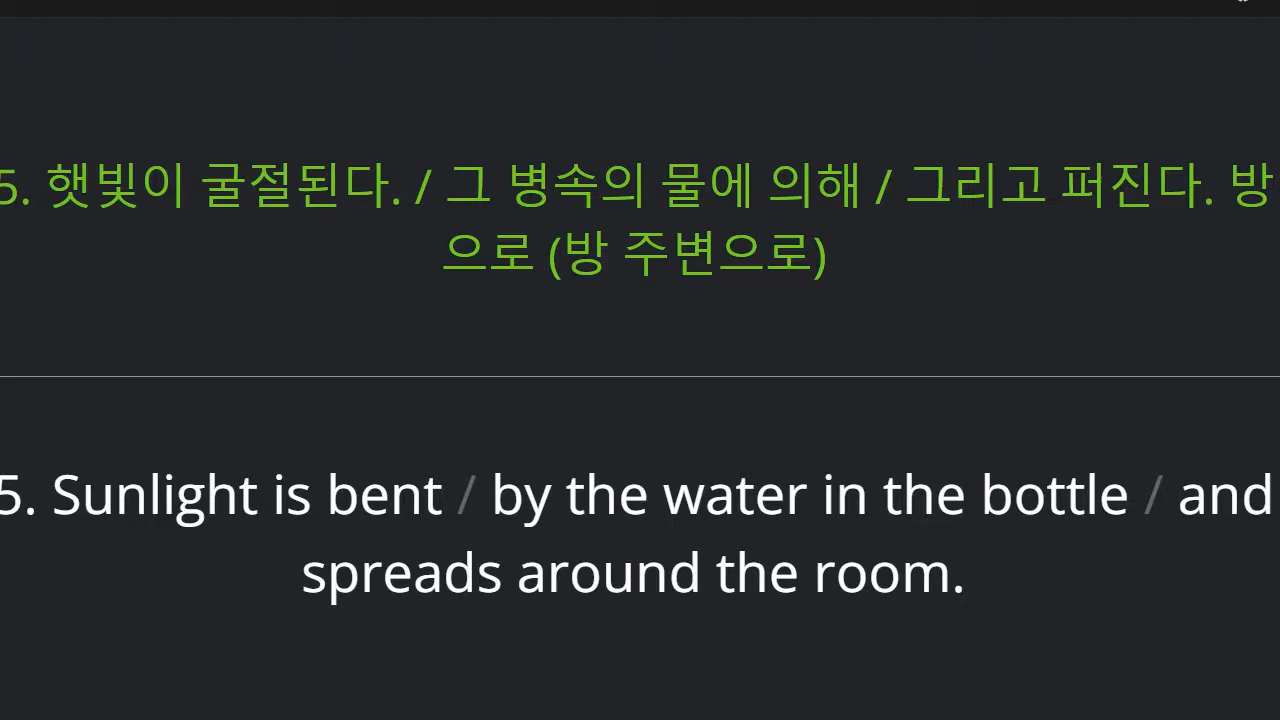 5. 햇빛이 굴절된다. / 그 병속의 물에 의해 / 그리고 퍼진다. 방
으로 (방 주변으로)
5. Sunlight is bent / by the water in the bottle / and
spreads around the room.